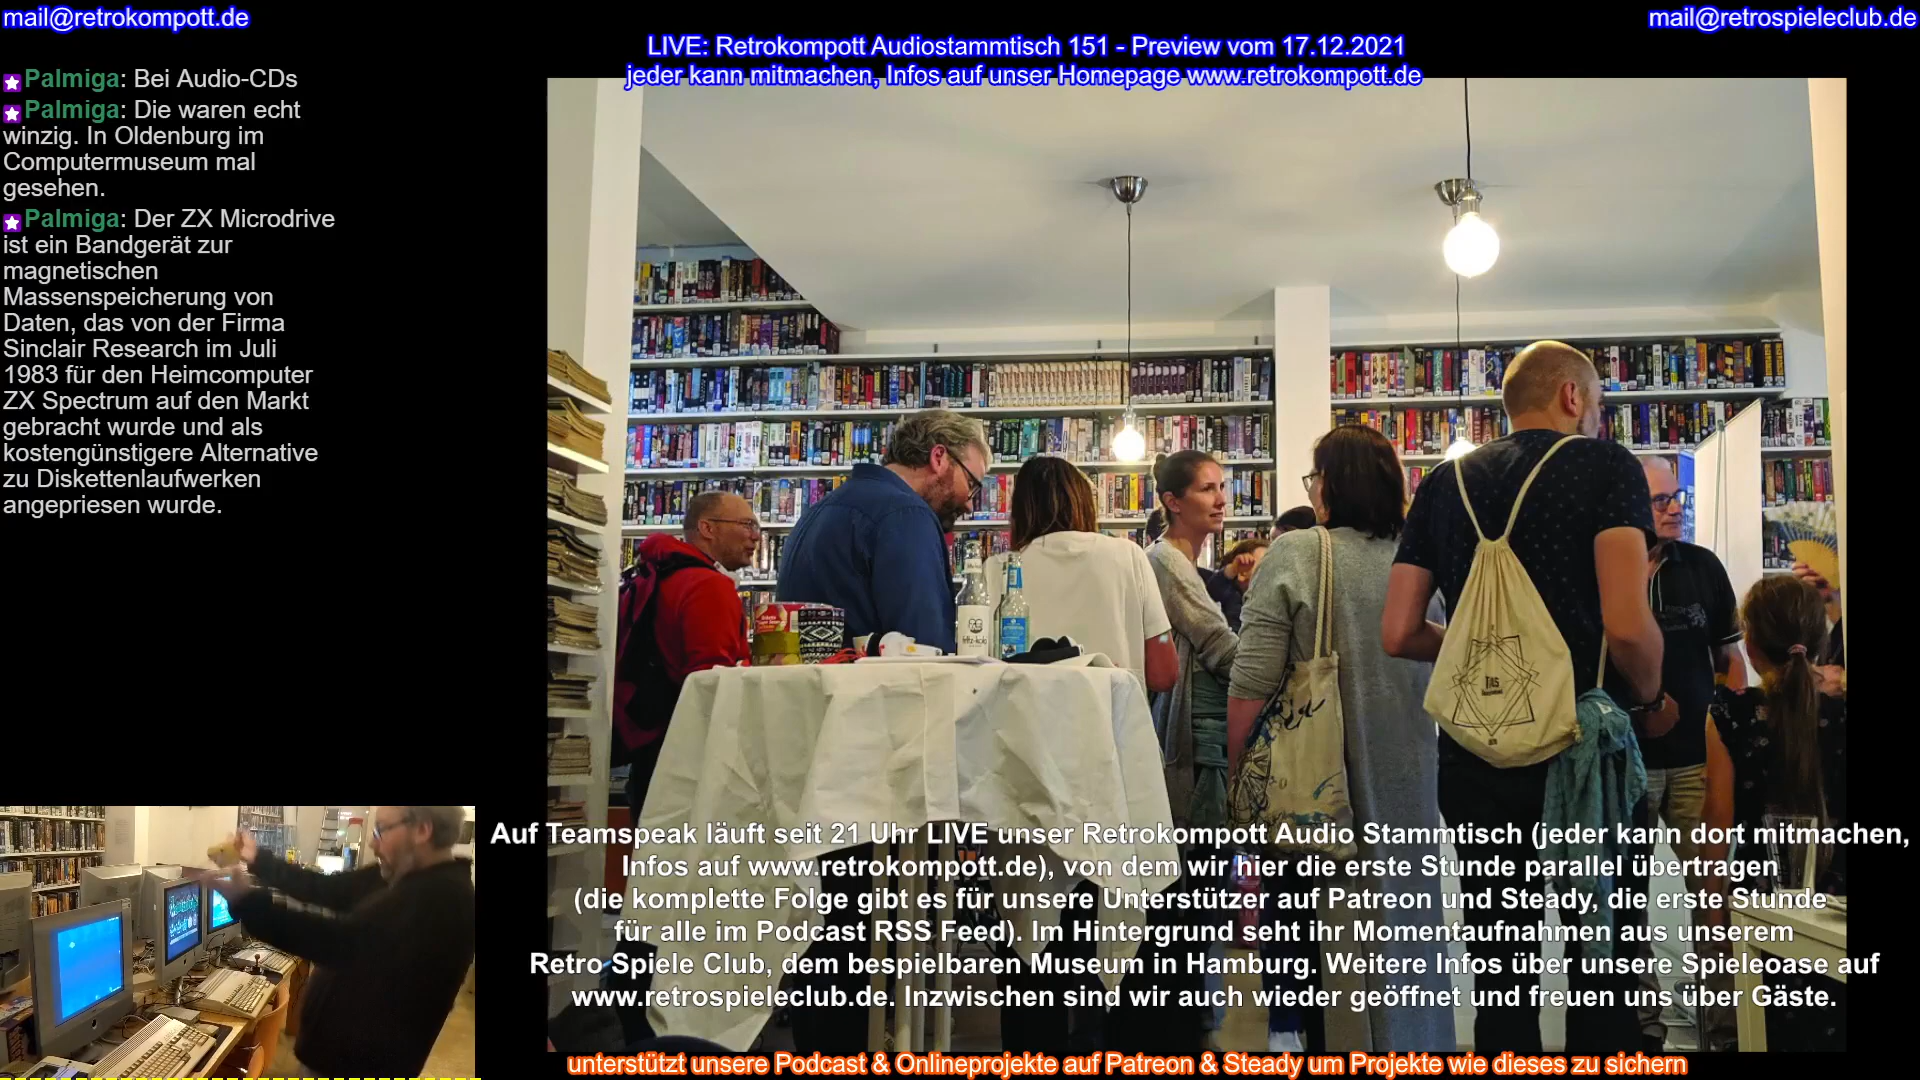 mail@retrokompott.de
mail@retrospieleclub.de
LIVE: Retrokompott Audiostammtisch 151 - Preview vom 17.12.2021
jeder kann mitmachen, Infos auf unser Homepage www.retrokompott.de
Palmiga: Bei Audio-CDs
Palmiga: Die waren echt
winzig. In Oldenburg im
Computermuseum mal
gesehen.
Palmiga: Der ZX Microdrive
ist ein Bandgerät zur
magnetischen
Massenspeicherung von
Daten, das von der Firma
Sinclair Research im Juli
1983 für den Heimcomputer
ZX Spectrum auf den Markt
gebracht wurde und als
kostengünstigere Alternative
zu Diskettenlaufwerken
angepriesen wurde.
fritz-kola
TAS
Auf Teamspeak läuft seit 21 Uhr LIVE unser Retrokompott Audio Stammtisch (jeder kann dort mitmachen,
Infos auf www.retrokompott.de), von dem wir hier die erste Stunde parallel übertragen
(die komplette Folge gibt es für unsere Unterstützer auf Patreon und Steady, die erste Stunde
für alle im Podcast RSS Feed). Im Hintergrund seht ihr Momentaufnahmen aus unserem
Retro Spiele Club, dem bespielbaren Museum in Hamburg. Weitere Infos über unsere Spieleoase auf
www.retrospieleclub.de. Inzwischen sind wir auch wieder geöffnet und freuen uns über Gäste.
unterstützt unsere Podcast & Onlineprojekte auf Patreon & Steady um Projekte wie dieses zu sichern